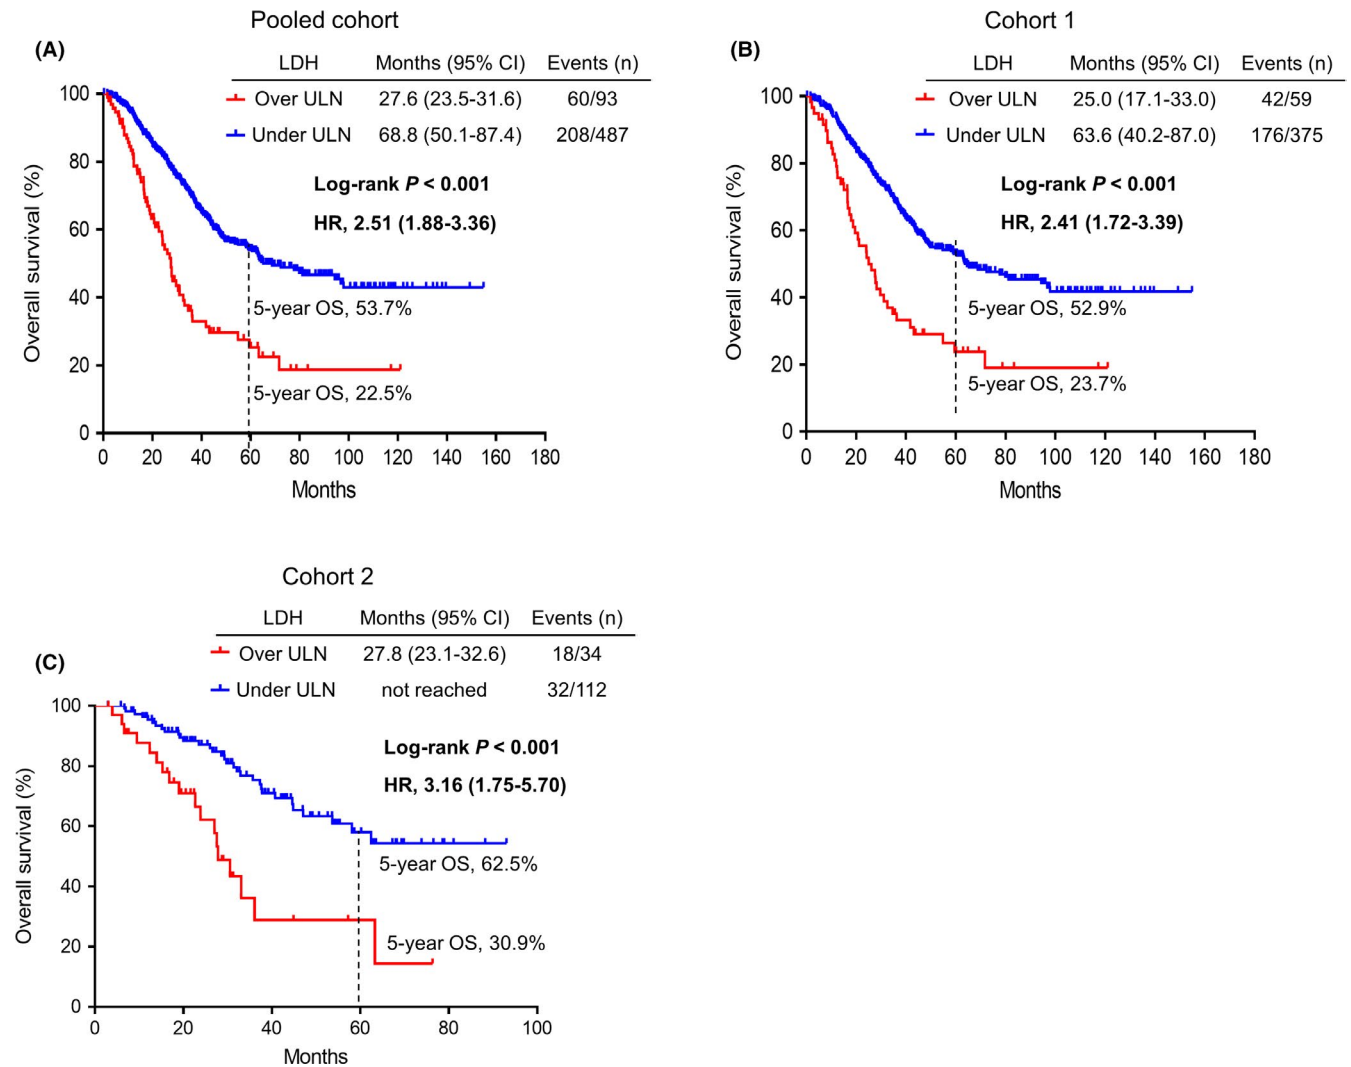 Pooled cohort
(A)
LDH Months (95% CI) Events (n)
Over ULN 27.6 (23.5-31.6) 60/93
Under ULN 68.8 (50.1-87.4) 208/487
Log-rank P < 0.001
HR, 2.51 (1.88-3.36)
Overall survival (%)
100
80
60
40
20
0
5-year OS, 53.7%
5-year OS, 22.5%
0 20 40 60 80 100 120 140 160 180
Months
Cohort 1
(B)
LDH Months (95% CI) Events (n)
Over ULN 25.0 (17.1-33.0) 42/59
Under ULN 63.6 (40.2-87.0) 176/375
Log-rank P < 0.001
HR, 2.41 (1.72-3.39)
Overall survival (%)
100
80
60
40
20
0
5-year OS, 52.9%
5-year OS, 23.7%
0 20 40 60 80 100 120 140 160 180
Months
Cohort 2
(C)
LDH Months (95% CI) Events (n)
Over ULN 27.8 (23.1-32.6) 18/34
Under ULN not reached 32/112
Log-rank P < 0.001
HR, 3.16 (1.75-5.70)
Overall survival (%)
100
80
60
40
20
0
5-year OS, 62.5%
5-year OS, 30.9%
0 20 40 60 80 100
Months